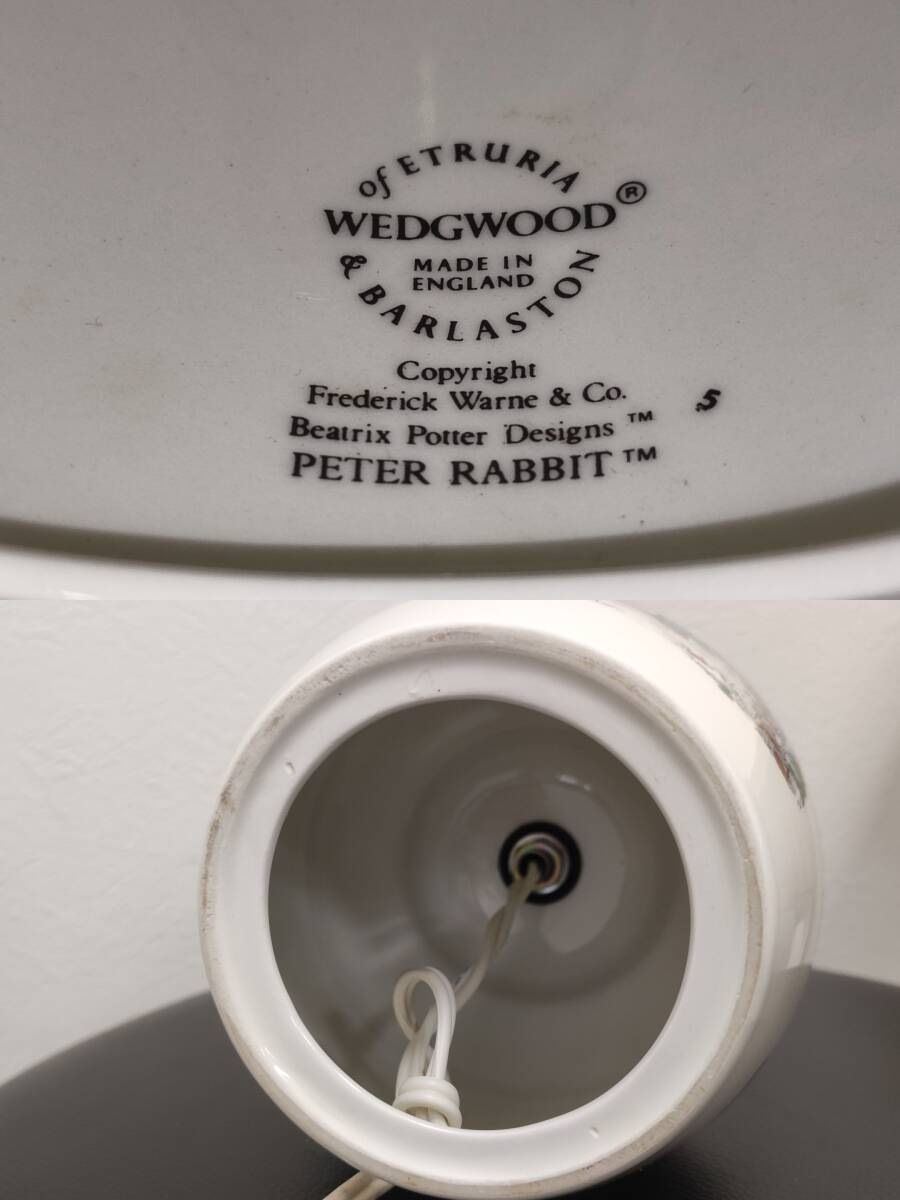 of ETRURIA
WEDGWOOD®
MADE IN
ENGLAND
& BARLASTON
Copyright
Frederick Warne & Co.
5
Beatrix Potter Designs ™
PETER RABBIT ™